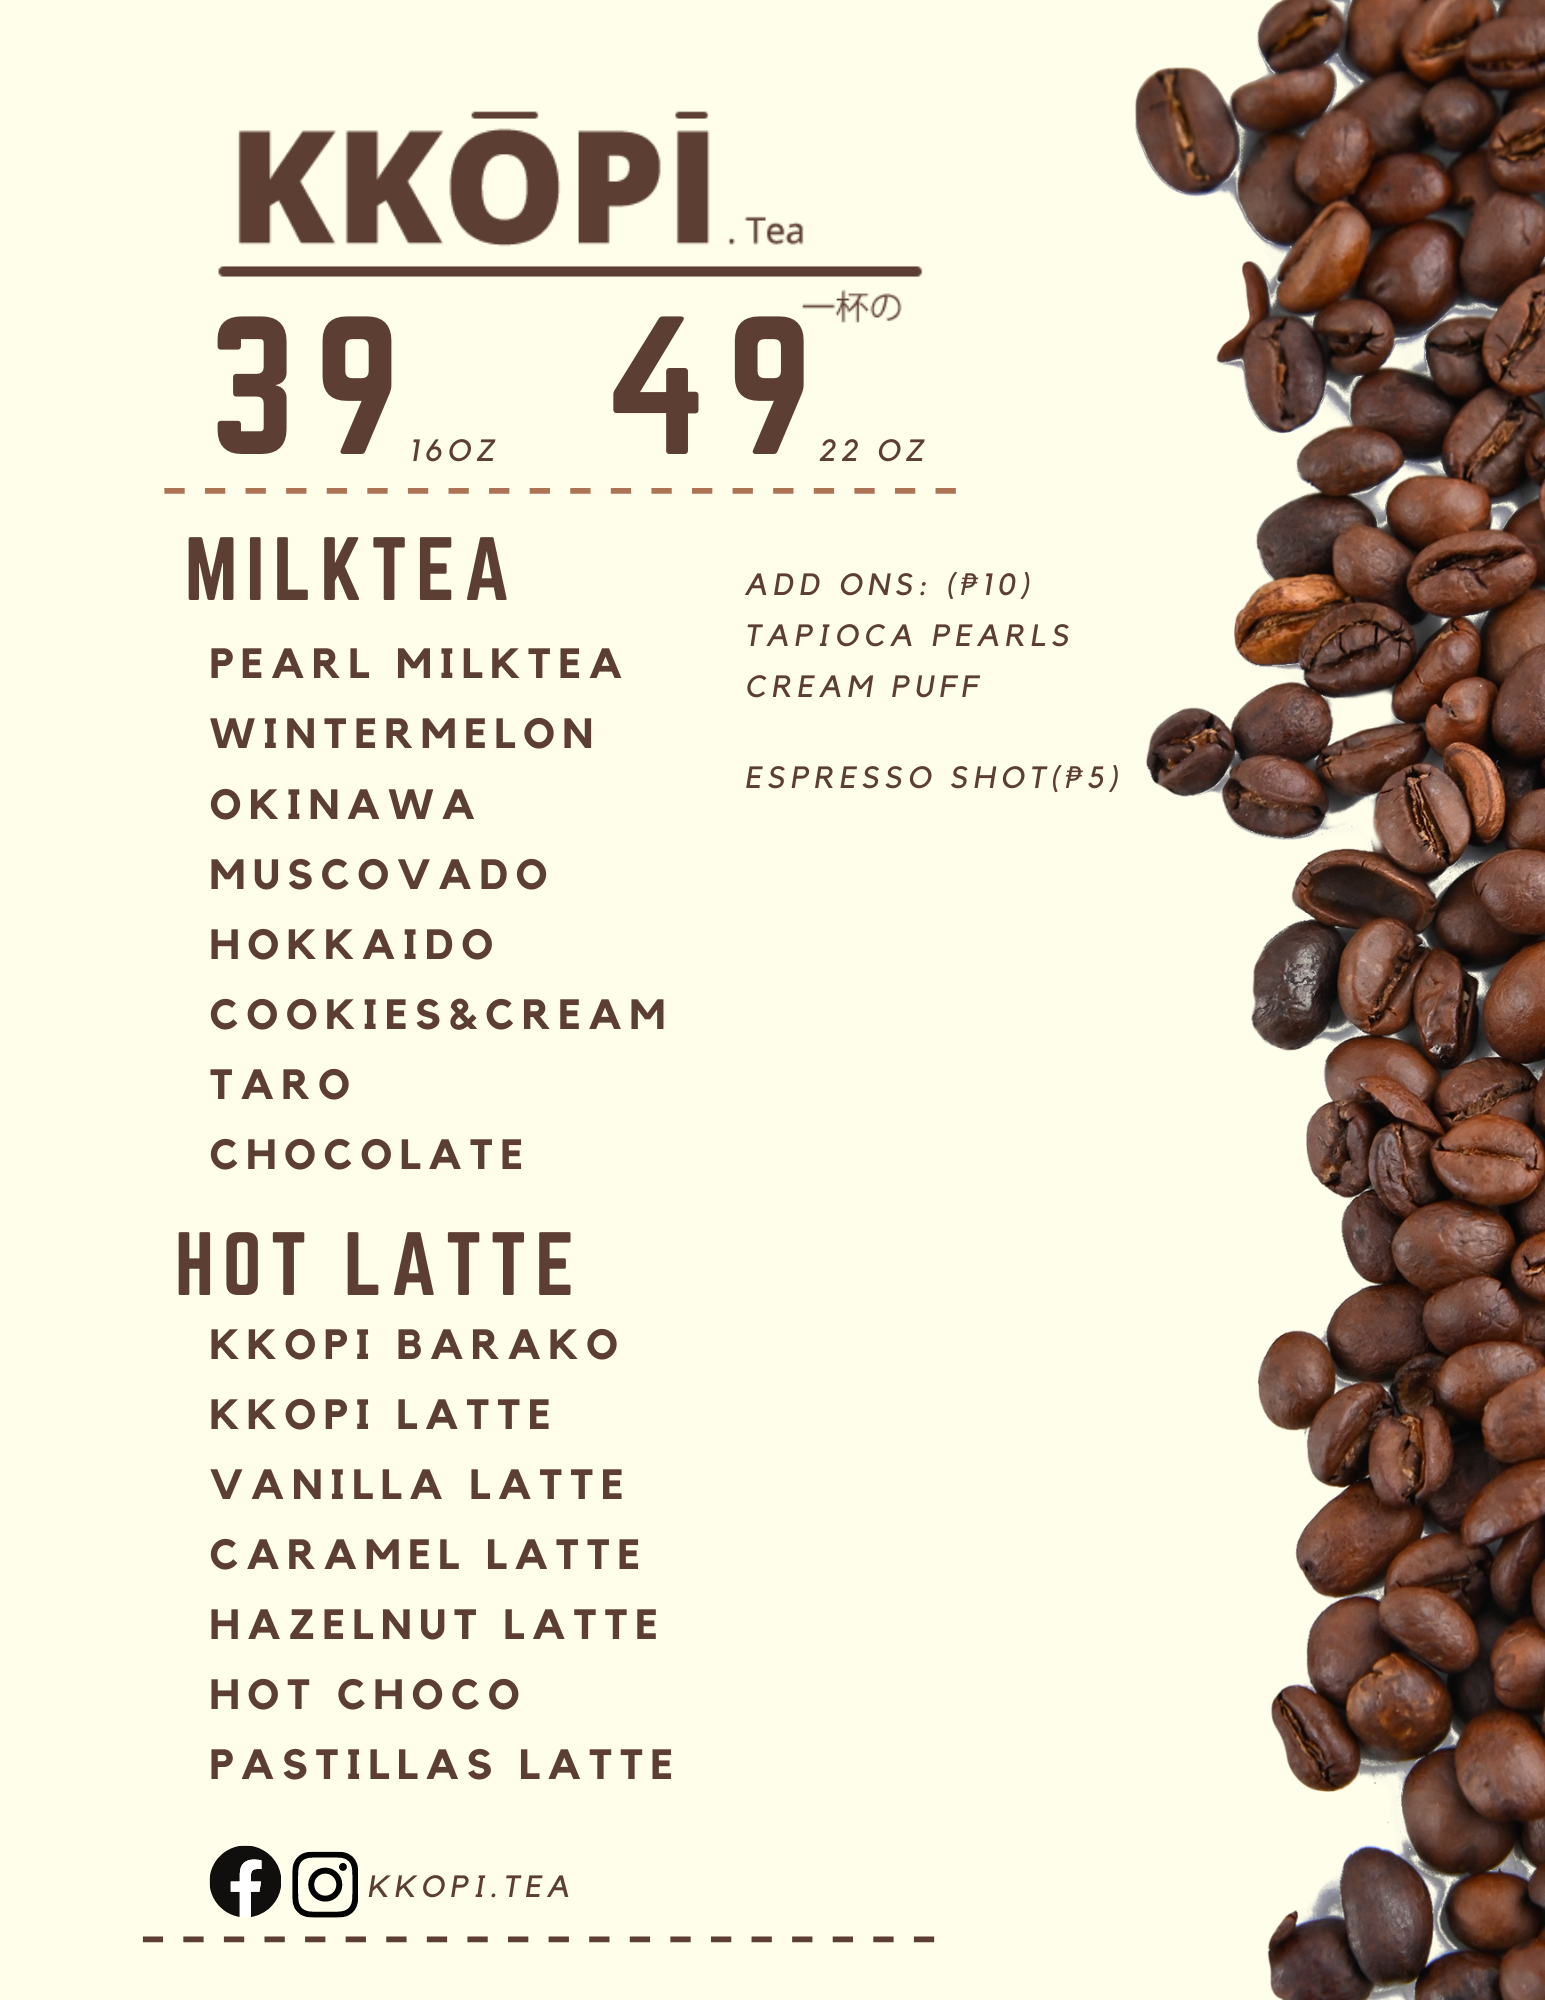 KKŌPĪ . Tea
一杯の
39 16OZ 49 22 OZ
MILKTEA
PEARL MILKTEA
WINTERMELON
OKINAWA
MUSCOVADO
HOKKAIDO
COOKIES&CREAM
TARO
CHOCOLATE
ADD ONS: (₱10)
TAPIOCA PEARLS
CREAM PUFF
ESPRESSO SHOT(₱5)
HOT LATTE
KKOPI BARAKO
KKOPI LATTE
VANILLA LATTE
CARAMEL LATTE
HAZELNUT LATTE
HOT CHOCO
PASTILLAS LATTE
KKOPI.TEA